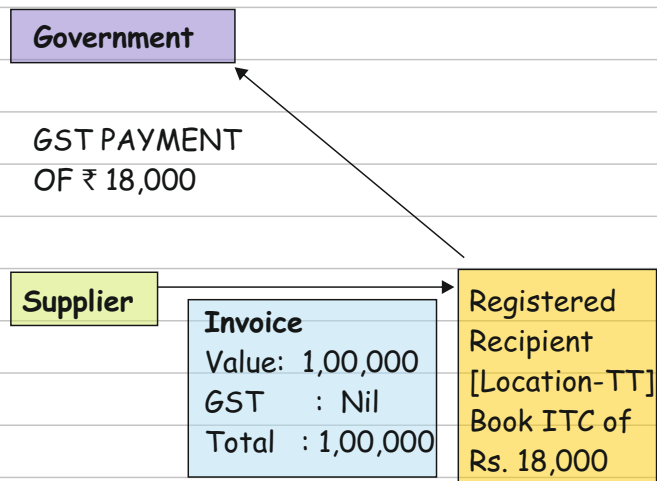 Government
GST PAYMENT
OF ₹ 18,000
Supplier
Invoice
Value: 1,00,000
GST : Nil
Total : 1,00,000
Registered
Recipient
[Location-TT]
Book ITC of
Rs. 18,000